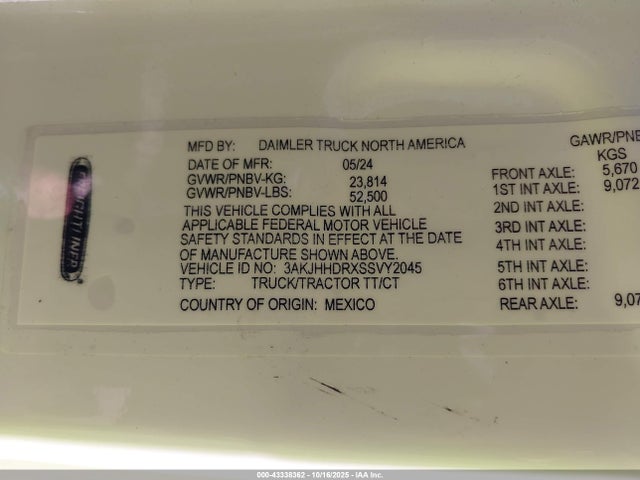 MFD BY: DAIMLER TRUCK NORTH AMERICA
DATE OF MFR: 05/24
GVWR/PNBV-KG: 23,814
GVWR/PNBV-LBS: 52,500
THIS VEHICLE COMPLIES WITH ALL
APPLICABLE FEDERAL MOTOR VEHICLE
SAFETY STANDARDS IN EFFECT AT THE DATE
OF MANUFACTURE SHOWN ABOVE.
VEHICLE ID NO: 3AKJHHDRXSSVY2045
TYPE: TRUCK/TRACTOR TT/CT
COUNTRY OF ORIGIN: MEXICO
GAWR/PNB
KGS
FRONT AXLE: 5,670
1ST INT AXLE: 9,072
2ND INT AXLE:
3RD INT AXLE:
4TH INT AXLE:
5TH INT AXLE:
6TH INT AXLE:
REAR AXLE: 9,07
000-43338362 - 10/16/2025 - IAA Inc.